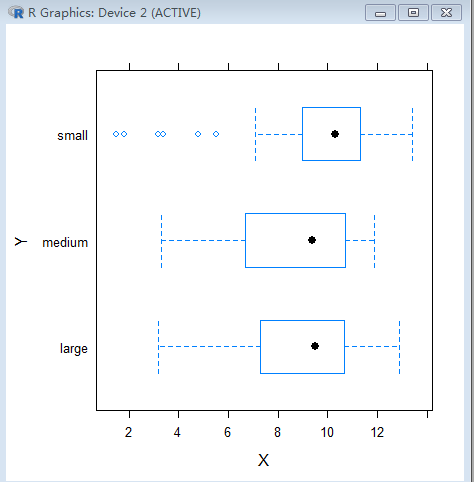 R Graphics: Device 2 (ACTIVE)
small
medium
large
Y
2 4 6 8 10 12
X